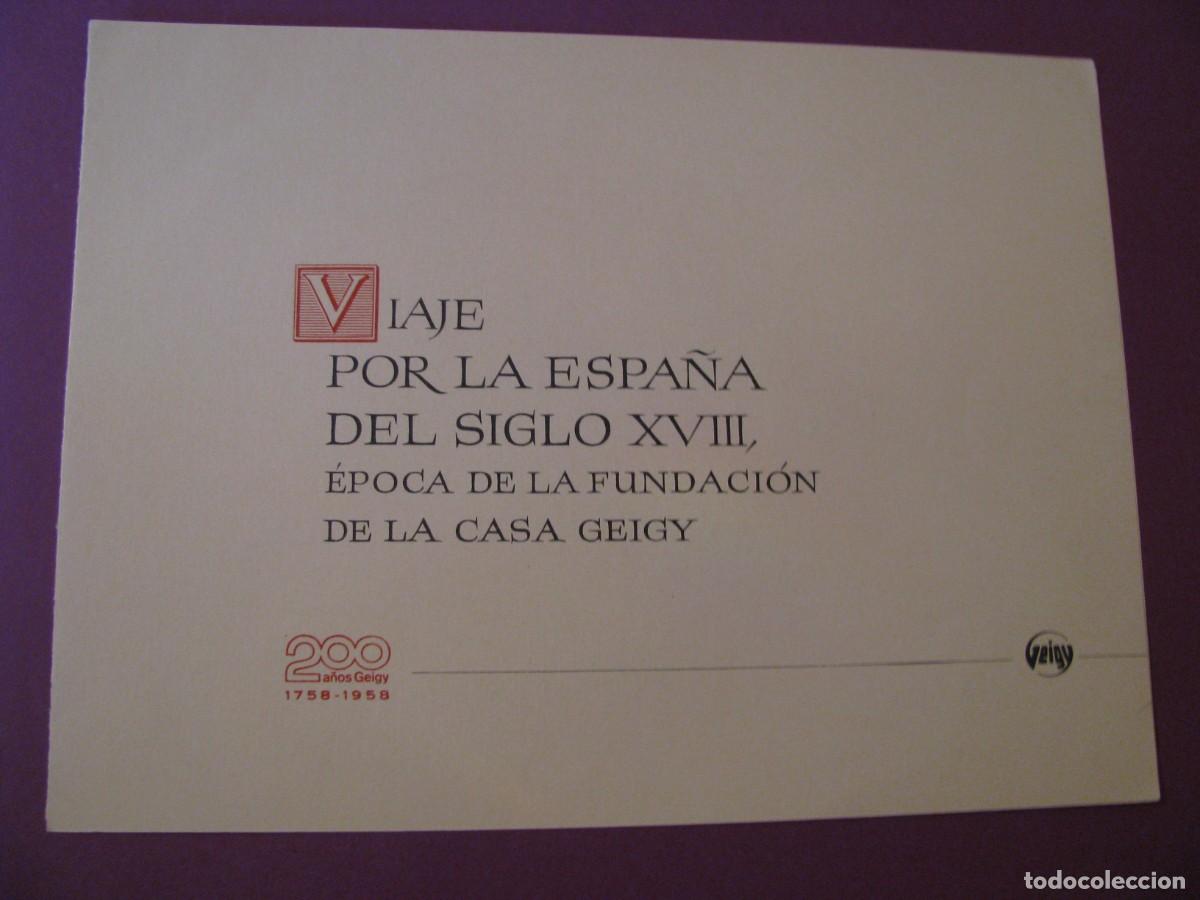 VIAJE
POR LA ESPAÑA
DEL SIGLO XVIII,
ÉPOCA DE LA FUNDACIÓN
DE LA CASA GEIGY
200
años Geigy
1758-1958
Geigy
todocoleccion